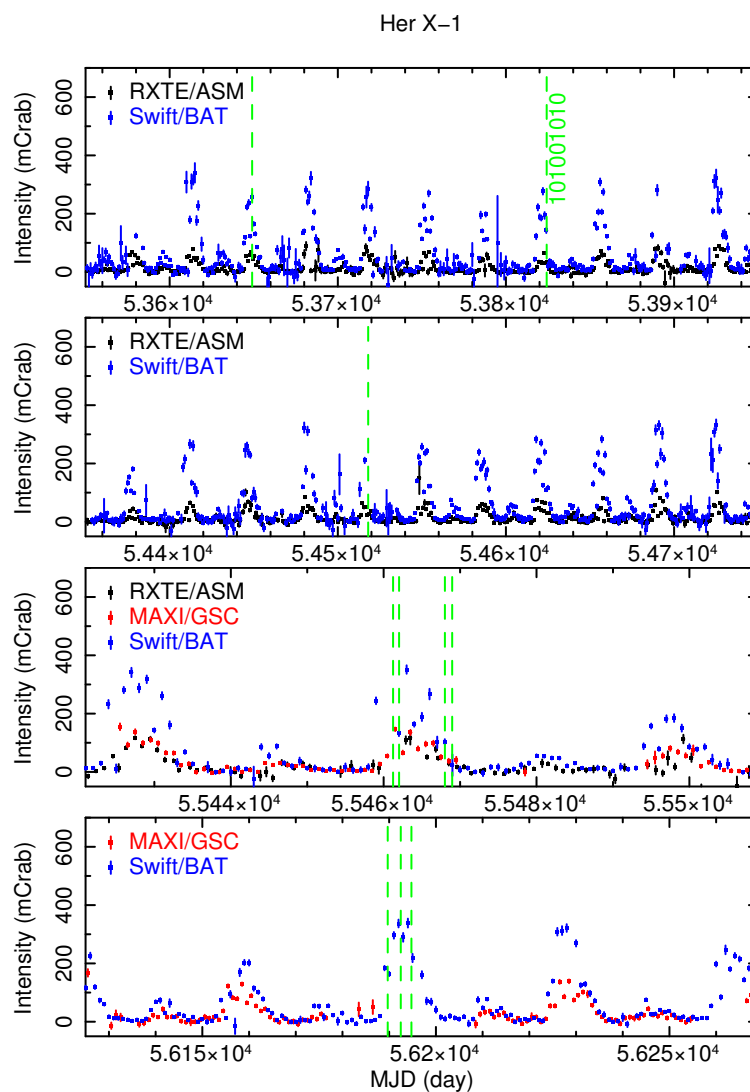 Her X−1
RXTE/ASM
Swift/BAT
101001010
Intensity (mCrab)
0 200 400 600
5.36×10⁴ 5.37×10⁴ 5.38×10⁴ 5.39×10⁴
RXTE/ASM
Swift/BAT
Intensity (mCrab)
0 200 400 600
5.44×10⁴ 5.45×10⁴ 5.46×10⁴ 5.47×10⁴
RXTE/ASM
MAXI/GSC
Swift/BAT
Intensity (mCrab)
0 200 400 600
5.544×10⁴ 5.546×10⁴ 5.548×10⁴ 5.55×10⁴
MAXI/GSC
Swift/BAT
Intensity (mCrab)
0 200 400 600
5.615×10⁴ 5.62×10⁴ 5.625×10⁴
MJD (day)